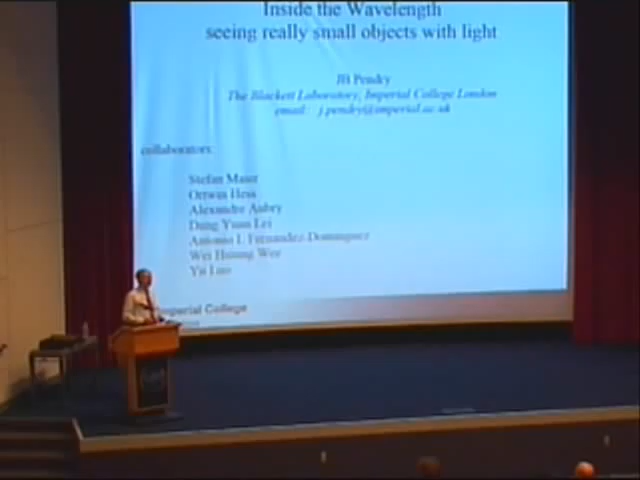 Inside the Wavelength
seeing really small objects with light
JB Pendry
The Blackett Laboratory, Imperial College London
email: j.pendry@imperial.ac.uk
collaborators:
Stefan Maier
Ortwin Hess
Alexandre Aubry
Dang Yuan Lei
Antonio I. Fernandez-Dominguez
Wei Hsiung Wee
Yu Luo
Imperial College